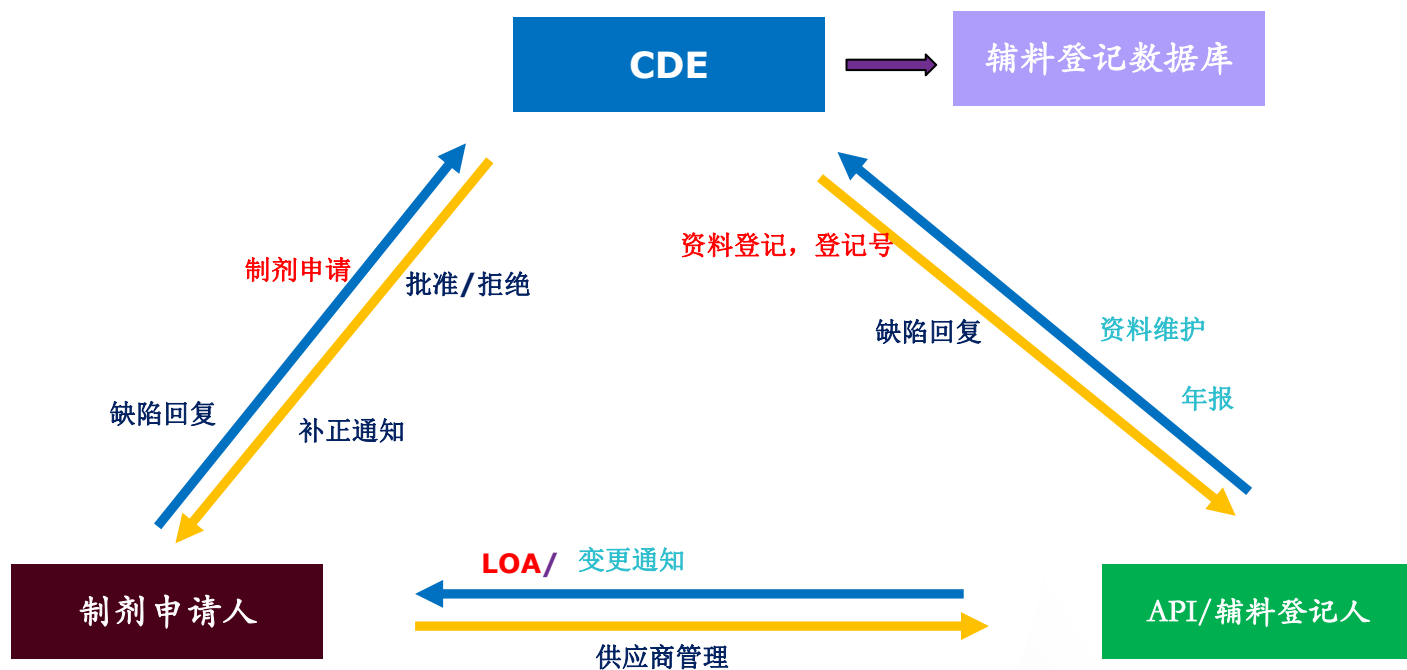 CDE
辅料登记数据库
资料登记，登记号
制剂申请
批准/拒绝
缺陷回复
资料维护
年报
缺陷回复
补正通知
LOA/ 变更通知
制剂申请人
API/辅料登记人
供应商管理